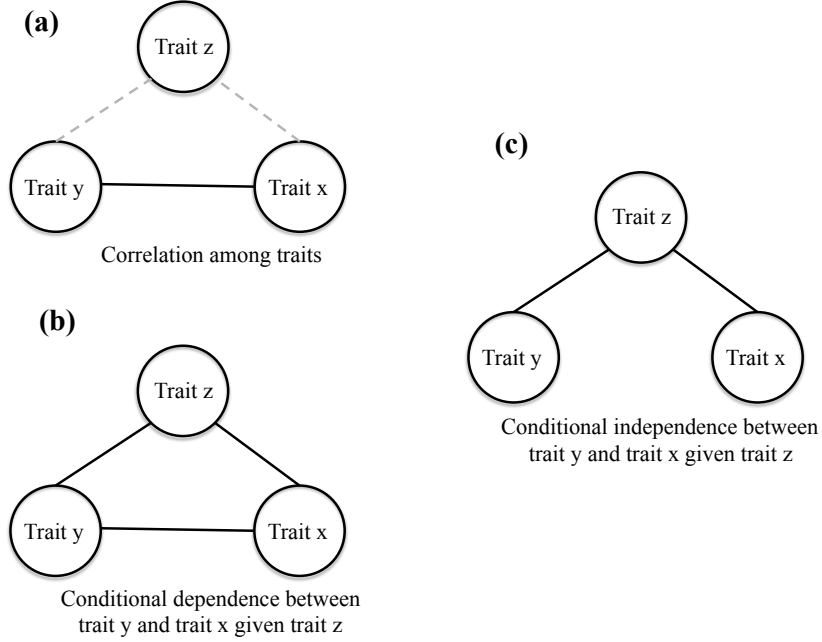 (a)
Trait z
Trait y
Trait x
Correlation among traits
(b)
Trait z
Trait y
Trait x
Conditional dependence between
trait y and trait x given trait z
(c)
Trait z
Trait y
Trait x
Conditional independence between
trait y and trait x given trait z